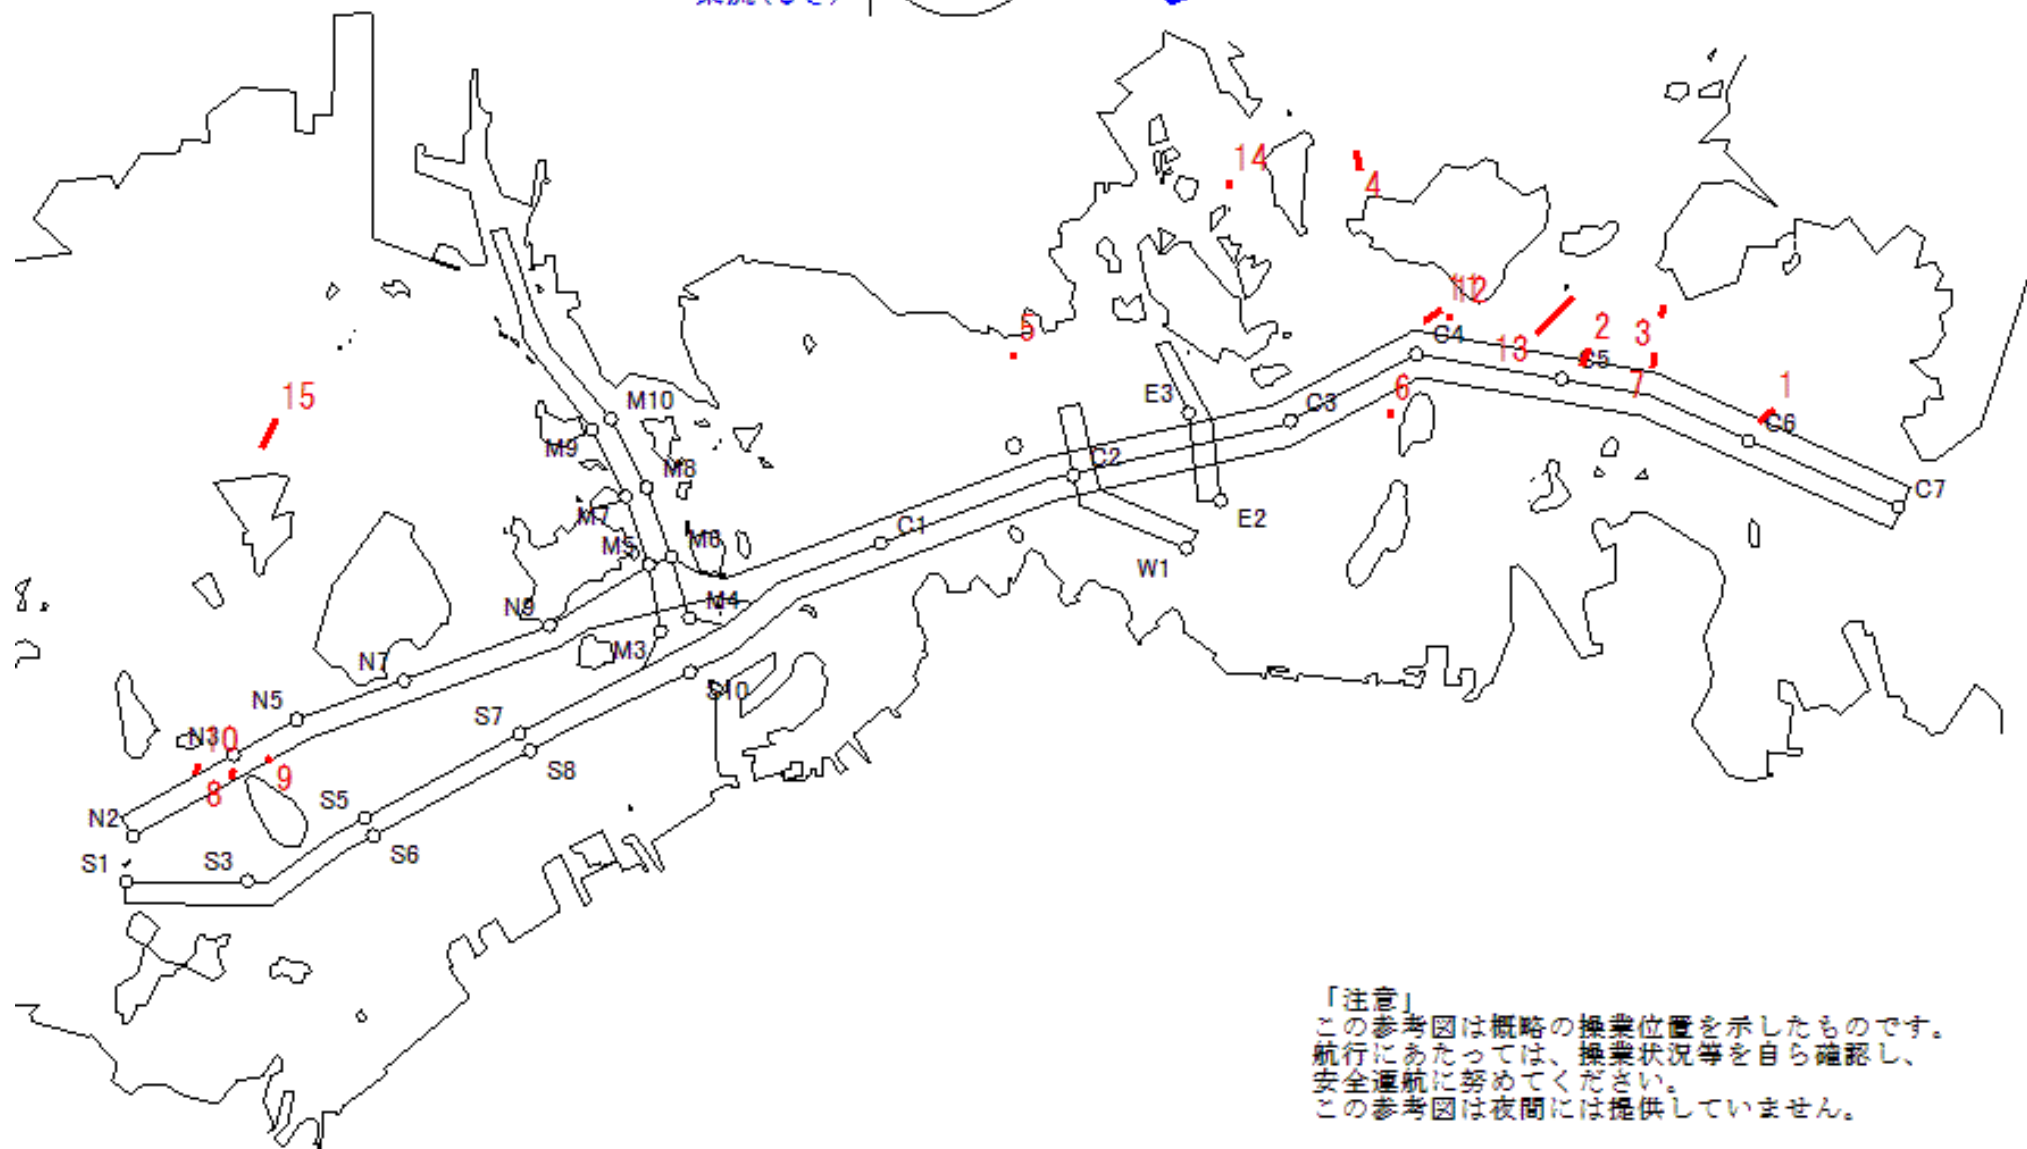 14
4
5
11
12
C4
13
2
C5
3
7
6
1
C6
C7
E3
C3
C2
E2
W1
C1
15
M10
M9
M8
M7
M5
M6
M4
M3
N9
N7
N5
N3
10
8
9
N2
S1
S3
S5
S6
S7
S8
S10
「注意」
この参考図は概略の操業位置を示したものです。
航行にあたっては、操業状況等を自ら確認し、
安全運航に努めてください。
この参考図は夜間には提供していません。